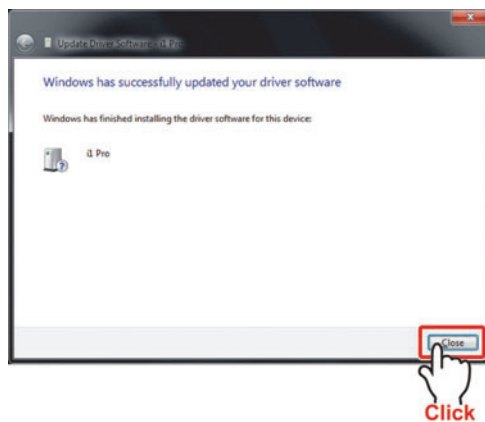 Update Driver Software - i1 Pro
Windows has successfully updated your driver software
Windows has finished installing the driver software for this device:
i1 Pro
Close
Click